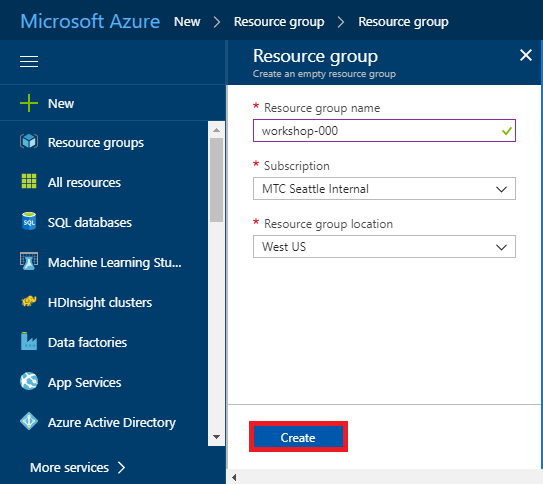 Microsoft Azure New > Resource group > Resource group
Resource group
Create an empty resource group
New
Resource groups
All resources
SQL databases
SQL
Machine Learning Stu...
HDInsight clusters
Data factories
App Services
Azure Active Directory
More services >
* Resource group name
workshop-000
* Subscription
MTC Seattle Internal
* Resource group location
West US
Create